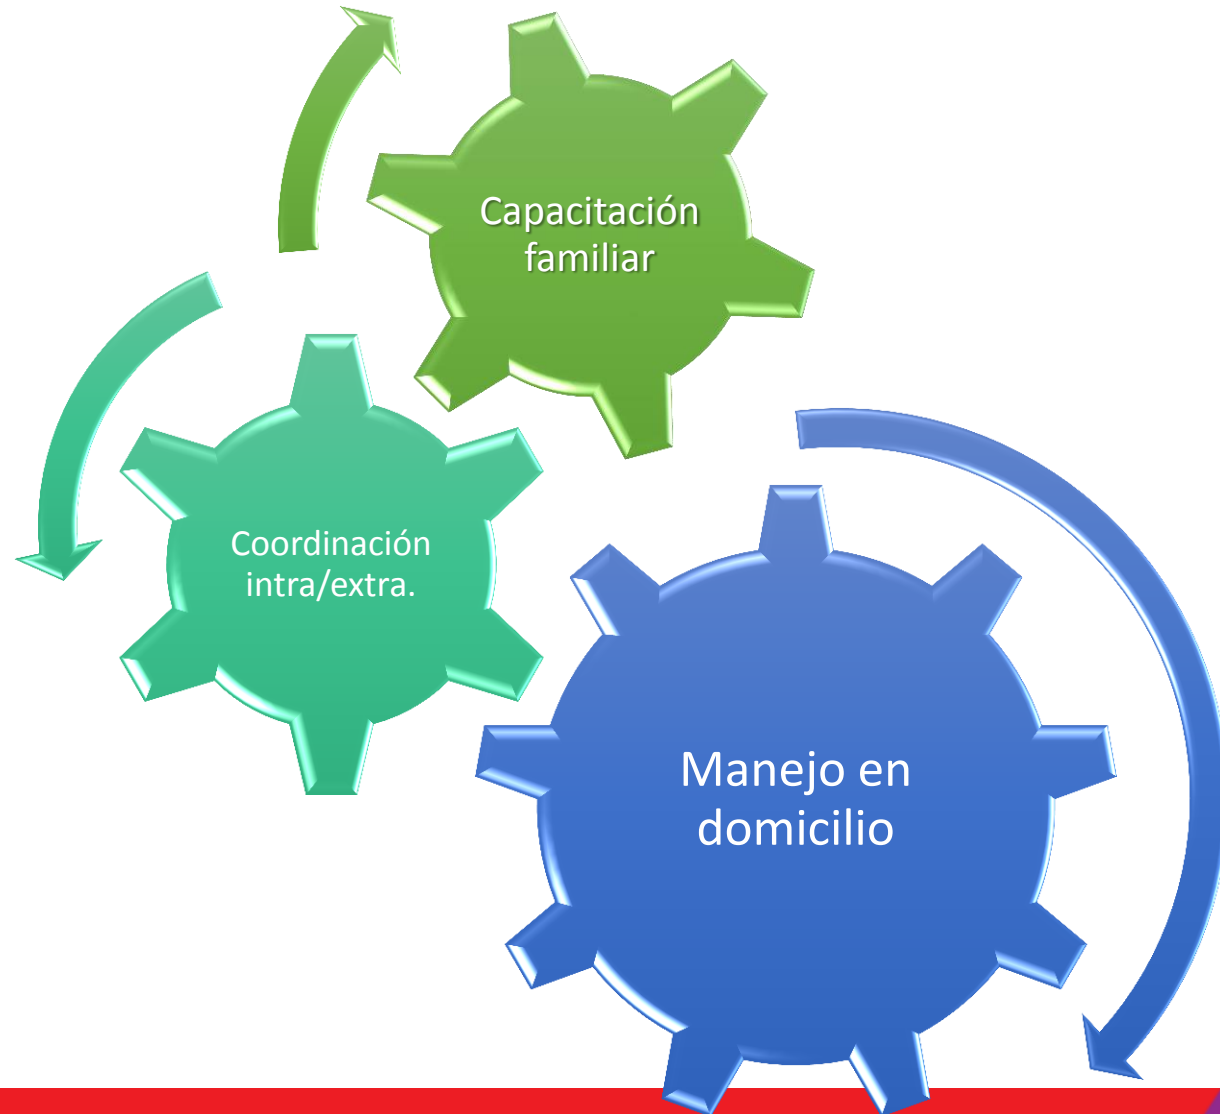 Capacitación
familiar
Coordinación
intra/extra.
Manejo en
domicilio